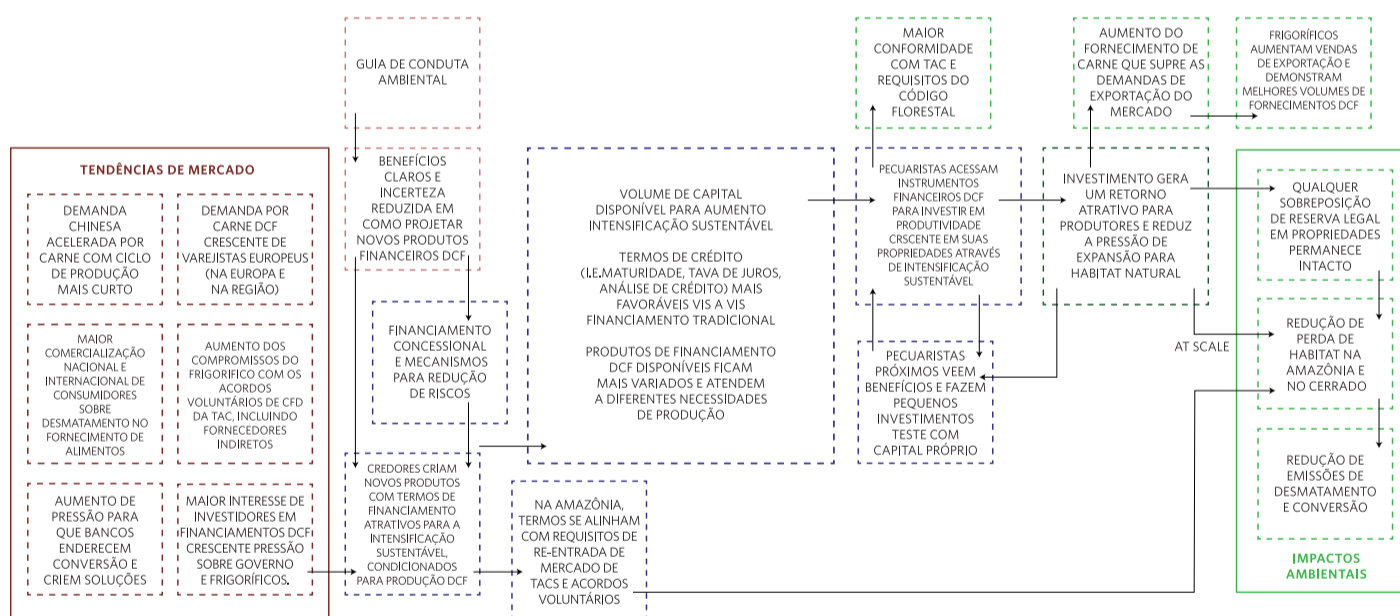 GUIA DE CONDUTA
AMBIENTAL
MAIOR
CONFORMIDADE
COM TAC E
REQUISITOS DO
CÓDIGO
FLORESTAL
AUMENTO DO
FORNECIMENTO DE
CARNE QUE SUPRE AS
DEMANDAS DE
EXPORTAÇÃO DO
MERCADO
FRIGORÍFICOS
AUMENTAM VENDAS
DE EXPORTAÇÃO E
DEMONSTRAM
MELHORES VOLUMES DE
FORNECIMENTOS DCF
TENDÊNCIAS DE MERCADO
DEMANDA
CHINESA
ACELERADA POR
CARNE COM CICLO
DE PRODUÇÃO
MAIS CURTO
DEMANDA POR
CARNE DCF
CRESCENTE DE
VAREJISTAS EUROPEUS
(NA EUROPA E
NA REGIÃO)
MAIOR
COMERCIALIZAÇÃO
NACIONAL E
INTERNACIONAL DE
CONSUMIDORES
SOBRE
DESMATAMENTO NO
FORNECIMENTO DE
ALIMENTOS
AUMENTO DOS
COMPROMISSOS DO
FRIGORIFICO COM OS
ACORDOS
VOLUNTÁRIOS DE CFD
DA TAC, INCLUINDO
FORNECEDORES
INDIRETOS
AUMENTO DE
PRESSÃO PARA
QUE BANCOS
ENDERECEM
CONVERSÃO E
CRIEM SOLUÇÕES
MAIOR INTERESSE DE
INVESTIDORES EM
FINANCIAMENTOS DCF
CRESCENTE PRESSÃO
SOBRE GOVERNO
E FRIGORÍFICOS.
BENEFÍCIOS
CLAROS E
INCERTEZA
REDUZIDA EM
COMO PROJETAR
NOVOS PRODUTOS
FINANCEIROS DCF
FINANCIAMENTO
CONCESSIONAL
E MECANISMOS
PARA REDUÇÃO
DE RISCOS
CREDORES CRIAM
NOVOS PRODUTOS
COM TERMOS DE
FINANCIAMENTO
ATRATIVOS PARA A
INTENSIFICAÇÃO
SUSTENTÁVEL,
CONDICIONADOS
PARA PRODUÇÃO DCF
NA AMAZÔNIA,
TERMOS SE ALINHAM
COM REQUISITOS DE
RE-ENTRADA DE
MERCADO DE
TACS E ACORDOS
VOLUNTÁRIOS
VOLUME DE CAPITAL
DISPONÍVEL PARA AUMENTO
INTENSIFICAÇÃO SUSTENTÁVEL
TERMOS DE CRÉDITO
(I.E.MATURIDADE, TAVA DE JUROS,
ANÁLISE DE CRÉDITO) MAIS
FAVORÁVEIS VIS A VIS
FINANCIAMENTO TRADICIONAL
PRODUTOS DE FINANCIAMENTO
DCF DISPONÍVEIS FICAM
MAIS VARIADOS E ATENDEM
A DIFERENTES NECESSIDADES
DE PRODUÇÃO
PECUARISTAS ACESSAM
INSTRUMENTOS
FINANCEIROS DCF
PARA INVESTIR EM
PRODUTIVIDADE
CRSCENTE EM SUAS
PROPRIEDADES ATRAVÉS
DE INTENSIFICAÇÃO
SUSTENTÁVEL
PECUARISTAS
PRÓXIMOS VEEM
BENEFÍCIOS E FAZEM
PEQUENOS
INVESTIMENTOS
TESTE COM
CAPITAL PRÓPRIO
INVESTIMENTO GERA
UM RETORNO
ATRATIVO PARA
PRODUTORES E REDUZ
A PRESSÃO DE
EXPANSÃO PARA
HABITAT NATURAL
AT SCALE
QUALQUER
SOBREPOSIÇÃO
DE RESERVA LEGAL
EM PROPRIEDADES
PERMANECE
INTACTO
REDUÇÃO DE
PERDA DE
HABITAT NA
AMAZÔNIA E
NO CERRADO
REDUÇÃO DE
EMISSÕES DE
DESMATAMENTO
E CONVERSÃO
IMPACTOS
AMBIENTAIS